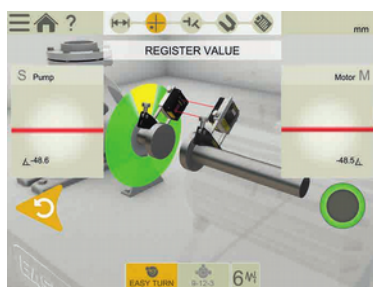 ?
mm
REGISTER VALUE
S Pump
Motor M
-48.6
-48.5
EASY TURN
9-12-3
6